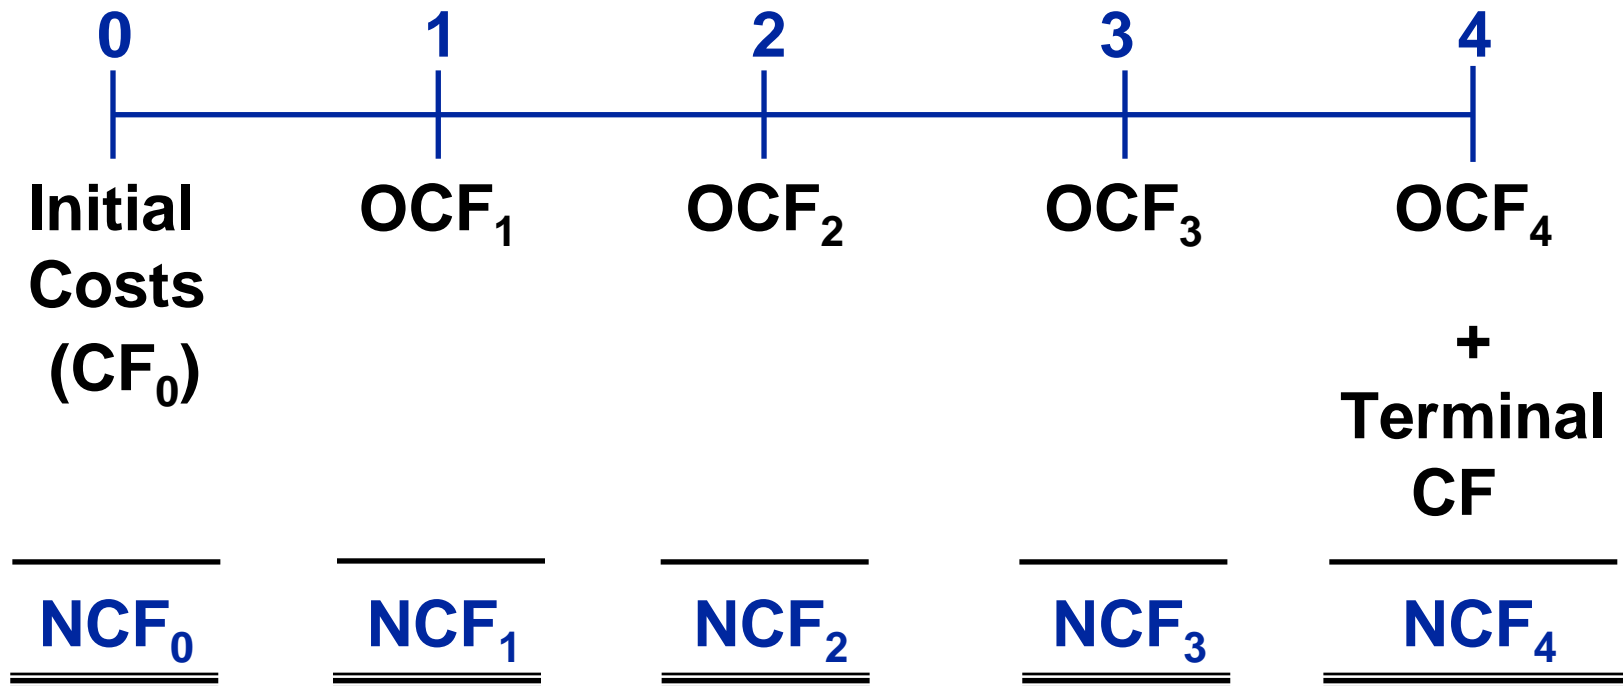 0 1 2 3 4
Initial OCF₁ OCF₂ OCF₃ OCF₄
Costs
(CF₀) +
Terminal
CF
NCF₀ NCF₁ NCF₂ NCF₃ NCF₄